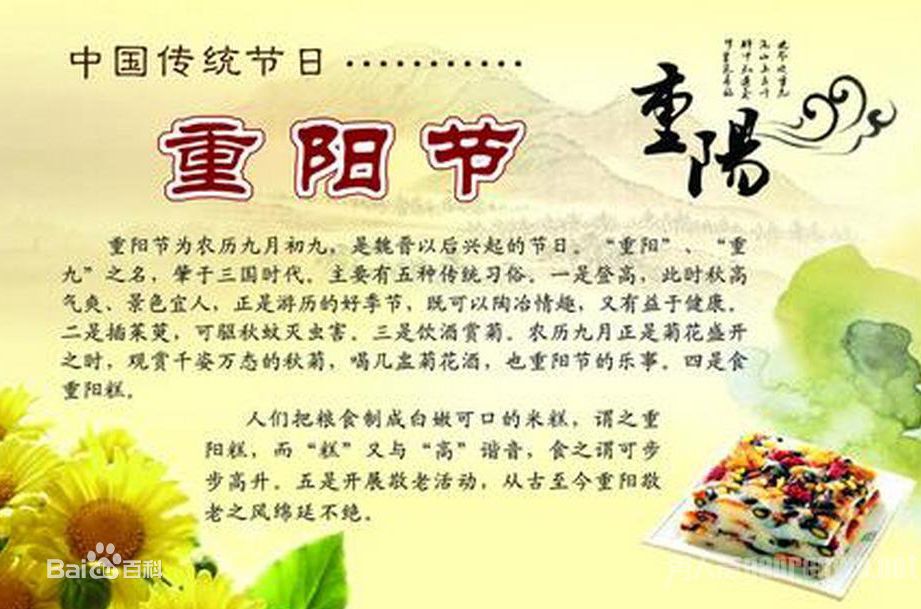 中国传统节日 …………
重陽
重阳节
重阳节为农历九月初九，是魏晋以后兴起的节日。“重阳”、“重
九”之名，肇于三国时代。主要有五种传统习俗。一是登高，此时秋高
气爽、景色宜人，正是游历的好季节，既可以陶冶情趣，又有益于健康。
二是插茱萸，可驱秋蚊灭虫害。三是饮酒赏菊。农历九月正是菊花盛开
之时，观赏千姿万态的秋菊，喝几盅菊花酒，也重阳节的乐事。四是食
重阳糕。
人们把粮食制成白嫩可口的米糕，谓之重
阳糕，而“糕”又与“高”谐音，食之谓可步
步高升。五是开展敬老活动，从古至今重阳敬
老之风绵延不绝。
Bai百科